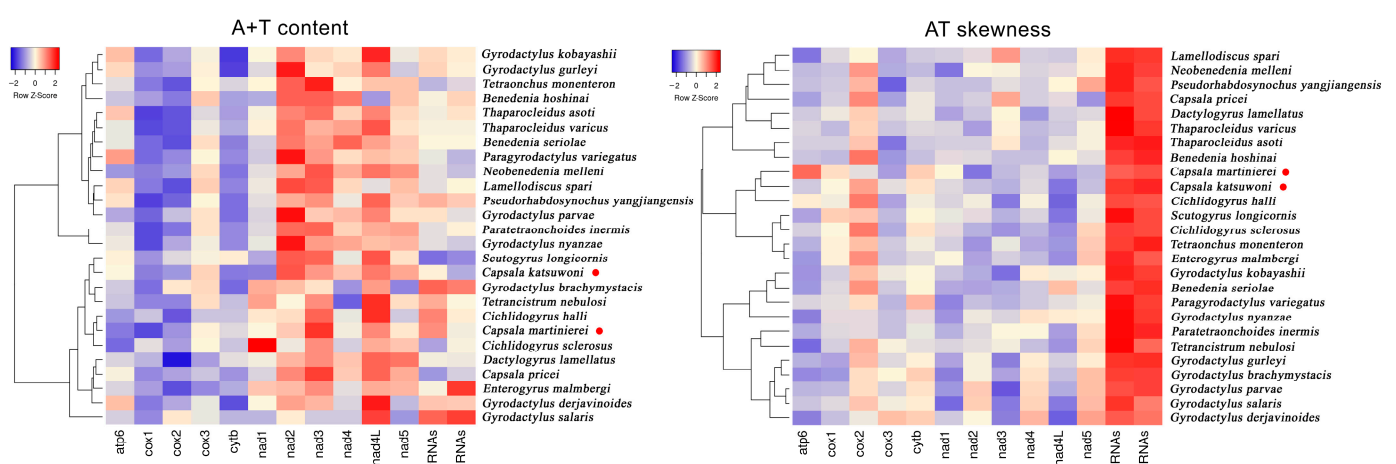 A+T content
−2 0 2
Row Z-Score
Gyrodactylus kobayashii
Gyrodactylus gurleyi
Tetraonchus monenteron
Benedenia hoshinai
Thaparocleidus asoti
Thaparocleidus varicus
Benedenia seriolae
Paragyrodactylus variegatus
Neobenedenia melleni
Lamellodiscus spari
Pseudorhabdosynochus yangjiangensis
Gyrodactylus parvae
Paratetraonchoides inermis
Gyrodactylus nyanzae
Scutogyrus longicornis
Capsala katsuwoni
Gyrodactylus brachymystacis
Tetrancistrum nebulosi
Cichlidogyrus halli
Capsala martinierei
Cichlidogyrus sclerosus
Dactylogyrus lamellatus
Capsala pricei
Enterogyrus malmbergi
Gyrodactylus derjavinoides
Gyrodactylus salaris
atp6 cox1 cox2 cox3 cytb nad1 nad2 nad3 nad4 nad4L nad5 RNAs RNAs
AT skewness
−2 0 2
Row Z-Score
Lamellodiscus spari
Neobenedenia melleni
Pseudorhabdosynochus yangjiangensis
Capsala pricei
Dactylogyrus lamellatus
Thaparocleidus varicus
Thaparocleidus asoti
Benedenia hoshinai
Capsala martinierei
Capsala katsuwoni
Cichlidogyrus halli
Scutogyrus longicornis
Cichlidogyrus sclerosus
Tetraonchus monenteron
Enterogyrus malmbergi
Gyrodactylus kobayashii
Benedenia seriolae
Paragyrodactylus variegatus
Gyrodactylus nyanzae
Paratetraonchoides inermis
Tetrancistrum nebulosi
Gyrodactylus gurleyi
Gyrodactylus brachymystacis
Gyrodactylus parvae
Gyrodactylus salaris
Gyrodactylus derjavinoides
atp6 cox1 cox2 cox3 cytb nad1 nad2 nad3 nad4 nad4L nad5 RNAs RNAs